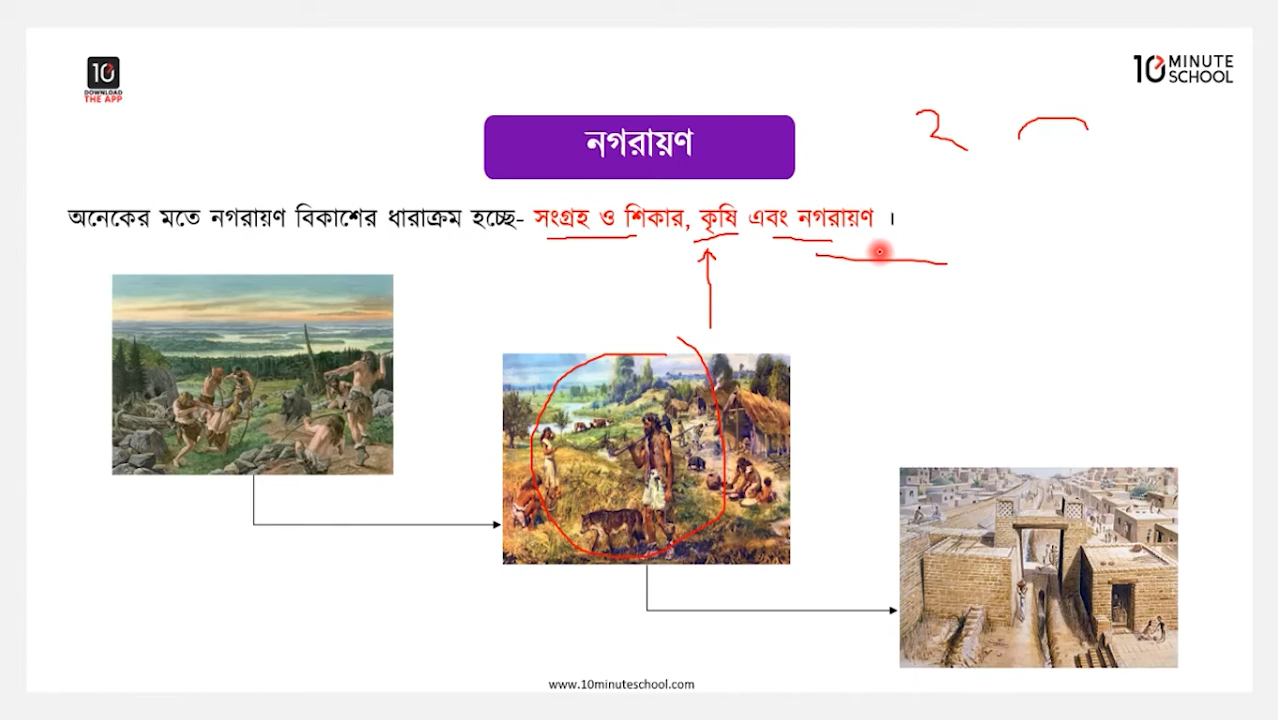 10
DOWNLOAD
THE APP
10 MINUTE
SCHOOL
নগরায়ণ
২
অনেকের মতে নগরায়ণ বিকাশের ধারাক্রম হচ্ছে- সংগ্রহ ও শিকার, কৃষি এবং নগরায়ণ ।
www.10minuteschool.com